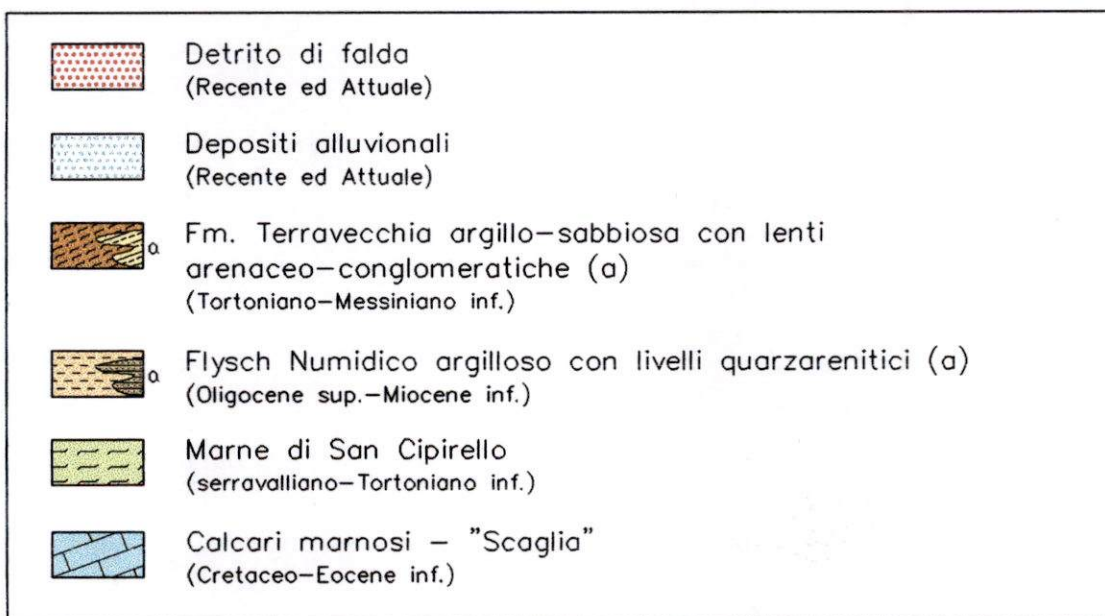 Detrito di falda
(Recente ed Attuale)
Depositi alluvionali
(Recente ed Attuale)
a
Fm. Terravecchia argillo-sabbiosa con lenti
arenaceo-conglomeratiche (a)
(Tortoniano-Messiniano inf.)
a
Flysch Numidico argilloso con livelli quarzarenitici (a)
(Oligocene sup.-Miocene inf.)
Marne di San Cipirello
(serravalliano-Tortoniano inf.)
Calcari marnosi - "Scaglia"
(Cretaceo-Eocene inf.)